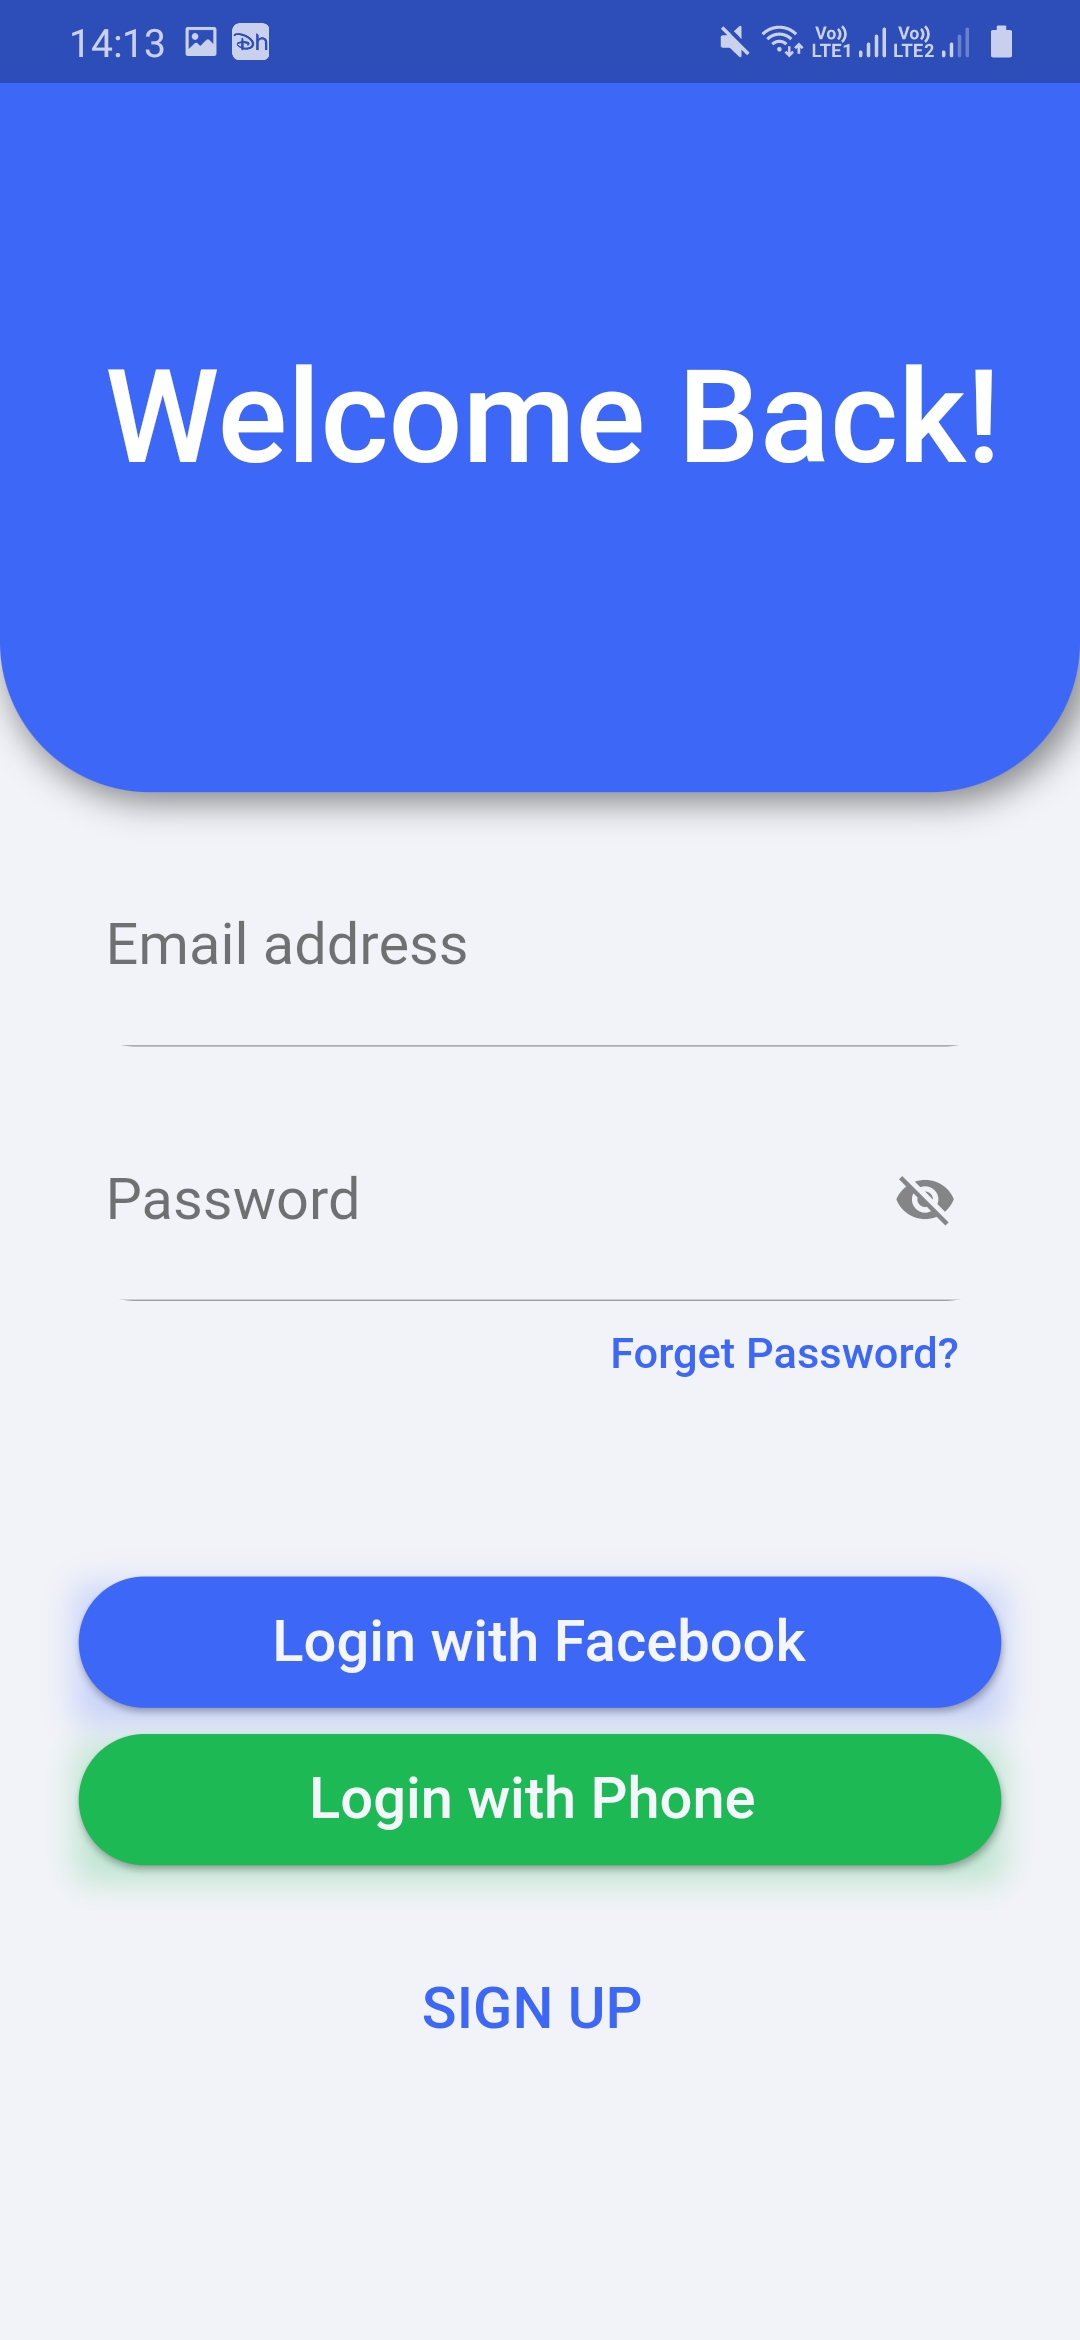 14:13
Vo)) LTE1 Vo)) LTE2
Welcome Back!
Email address
Password
Forget Password?
Login with Facebook
Login with Phone
SIGN UP